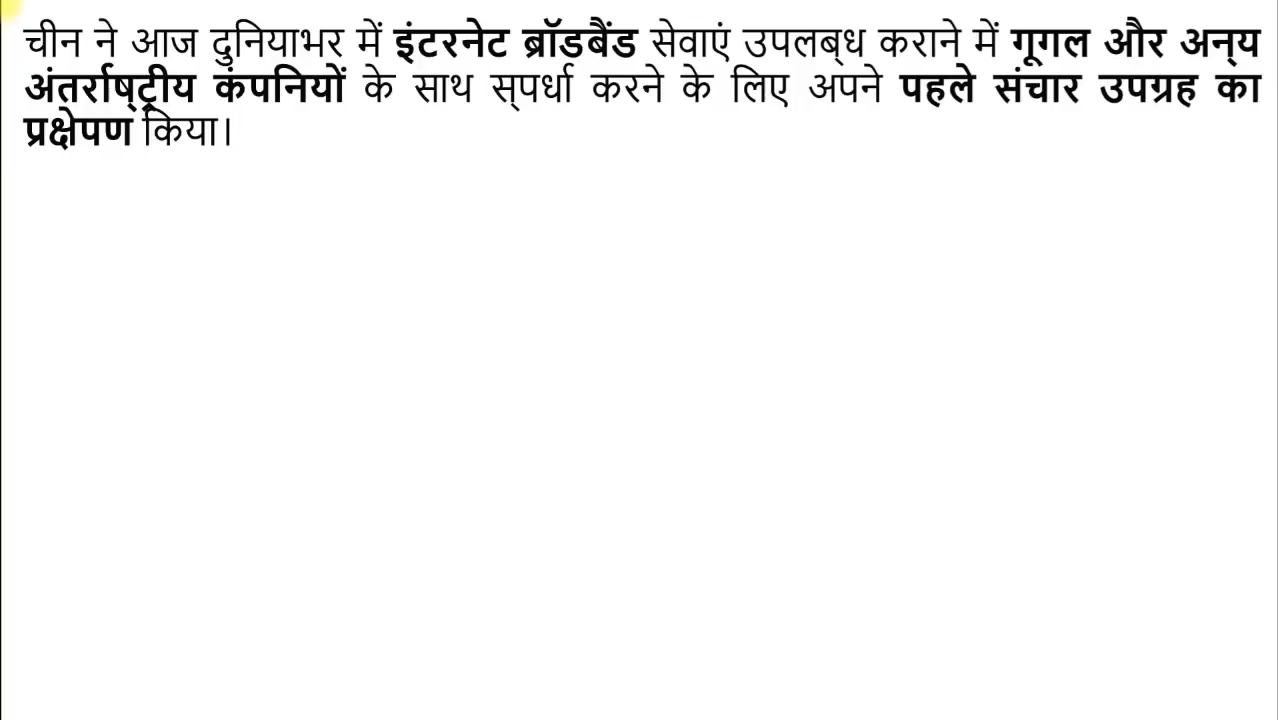 चीन ने आज दुनियाभर में इंटरनेट ब्रॉडबैंड सेवाएं उपलब्ध कराने में गूगल और अन्य
अंतर्राष्ट्रीय कंपनियों के साथ स्पर्धा करने के लिए अपने पहले संचार उपग्रह का
प्रक्षेपण किया।